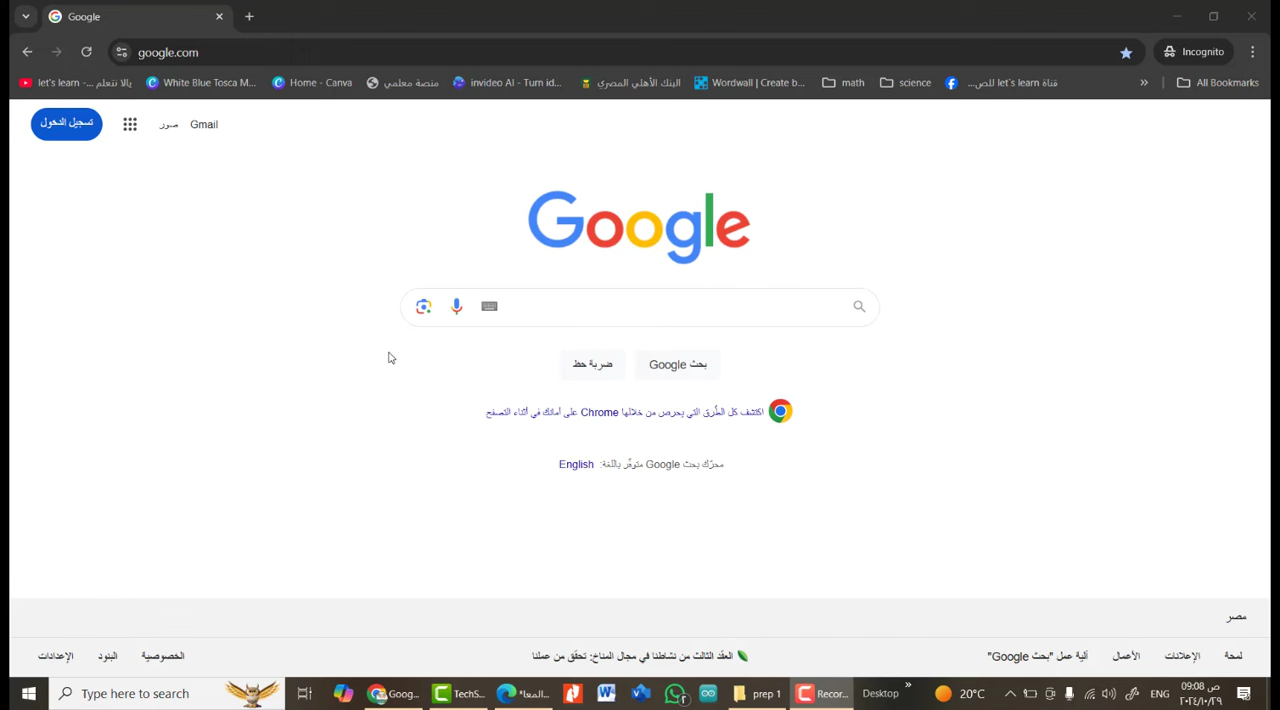 Google
google.com
Incognito
let's learn -... يالا نتعلم
White Blue Tosca M...
Home - Canva
منصة معلمي
invideo AI - Turn id...
البنك الأهلي المصري
Wordwall | Create b...
math
science
قناة let's learn للص...
All Bookmarks
تسجيل الدخول
صور
Gmail
Google
بحث Google
ضربة حظ
اكتشف كل الطُرق التي يحرص من خلالها Chrome على أمانك في أثناء التصفح
محرّك بحث Google متوفّر باللغة: English
مصر
لمحة
الإعلانات
الأعمال
آلية عمل "بحث Google"
العقد الثالث من نشاطنا في مجال المناخ: تحقّق من عملنا
الخصوصية
البنود
الإعدادات
Type here to search
Goog...
TechS...
prep 1
Recor...
Desktop
20°C
ENG
09:08 ص
٢٠٢٤/١٠/٢٩